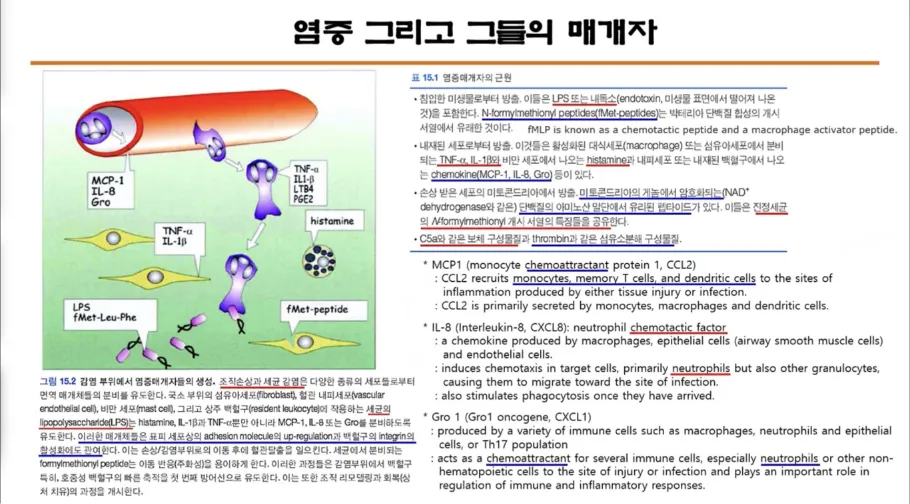 염증 그리고 그들의 매개자
MCP-1
IL-8
Gro
TNF-α
IL1-β
LTB4
PGE2
histamine
TNF-α
IL-1β
LPS
fMet-Leu-Phe
fMet-peptide
그림 15.2 감염 부위에서 염증매개자들의 생성. 조직손상과 세균 감염은 다양한 종류의 세포들로부터
면역 매개체들의 분비를 유도한다. 국소 부위의 섬유아세포(fibroblast), 혈관 내피세포(vascular
endothelial cell), 비만 세포(mast cell), 그리고 상주 백혈구(resident leukocyte)에 작용하는 세균의
lipopolysaccharide(LPS)는 histamine, IL-1β과 TNF-α뿐만 아니라 MCP-1, IL-8 또는 Gro를 분비하도록
유도한다. 이러한 매개체들은 표피 세포상의 adhesion molecule의 up-regulation과 백혈구의 integrin의
활성화에도 관여한다. 이는 손상/감염부위로의 이동 후에 혈관탈출을 일으킨다. 세균에서 분비되는
formylmethionyl peptide는 이동 반응(주화성)을 용이하게 한다. 이러한 과정들은 감염부위에서 백혈구
특히, 호중성 백혈구의 빠른 축적을 첫 번째 방어선으로 유도한다. 이는 또한 조직 리모델링과 회복(상
처 치유)의 과정을 개시한다.
표 15.1 염증매개자의 근원
• 침입한 미생물로부터 방출. 이들은 LPS 또는 내독소(endotoxin, 미생물 표면에서 떨어져 나온
것)을 포함한다. N-formylmethionyl peptides(fMet-peptides)는 박테리아 단백질 합성의 개시
서열에서 유래한 것이다. fMLP is known as a chemotactic peptide and a macrophage activator peptide.
• 내재된 세포로부터 방출. 이것들은 활성화된 대식세포(macrophage) 또는 섬유아세포에서 분비
되는 TNF-α, IL-1β와 비만 세포에서 나오는 histamine과 내피세포 또는 내재된 백혈구에서 나오
는 chemokine(MCP-1, IL-8, Gro) 등이 있다.
• 손상 받은 세포의 미토콘드리아에서 방출. 미토콘드리아의 게놈에서 암호화되는(NAD⁺
dehydrogenase와 같은) 단백질의 아미노산 말단에서 유리된 펩타이드가 있다. 이들은 진정세균
의 N-formylmethionyl 개시 서열의 특징들을 공유한다.
• C5a와 같은 보체 구성물질과 thrombin과 같은 섬유소분해 구성물질.
* MCP1 (monocyte chemoattractant protein 1, CCL2)
: CCL2 recruits monocytes, memory T cells, and dendritic cells to the sites of
inflammation produced by either tissue injury or infection.
: CCL2 is primarily secreted by monocytes, macrophages and dendritic cells.
* IL-8 (Interleukin-8, CXCL8): neutrophil chemotactic factor
: a chemokine produced by macrophages, epithelial cells (airway smooth muscle cells)
and endothelial cells.
: induces chemotaxis in target cells, primarily neutrophils but also other granulocytes,
causing them to migrate toward the site of infection.
: also stimulates phagocytosis once they have arrived.
* Gro 1 (Gro1 oncogene, CXCL1)
: produced by a variety of immune cells such as macrophages, neutrophils and epithelial
cells, or Th17 population
: acts as a chemoattractant for several immune cells, especially neutrophils or other non-
hematopoietic cells to the site of injury or infection and plays an important role in
regulation of immune and inflammatory responses.